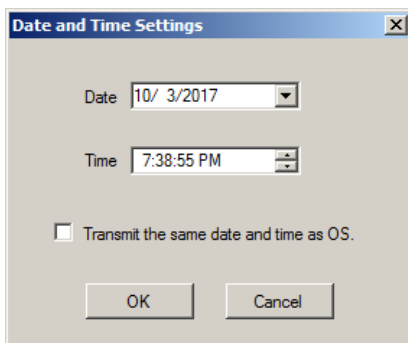 Date and Time Settings
Date 10/ 3/2017
Time 7:38:55 PM
Transmit the same date and time as OS.
OK Cancel